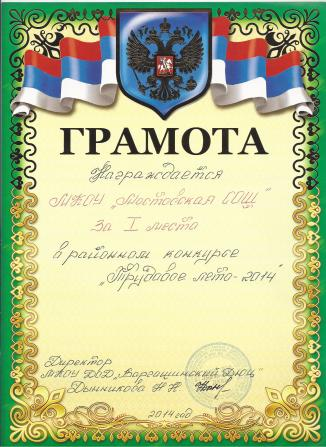 ГРАМОТА
Награждается
МКОУ „Мостовская СОШ"
За I место
в районном конкурсе
„Трудовое лето-2014"
Директор
МКОУ ДОД „Варгашинский ДЮЦ"
Дынникова Н.Н.
2014 год